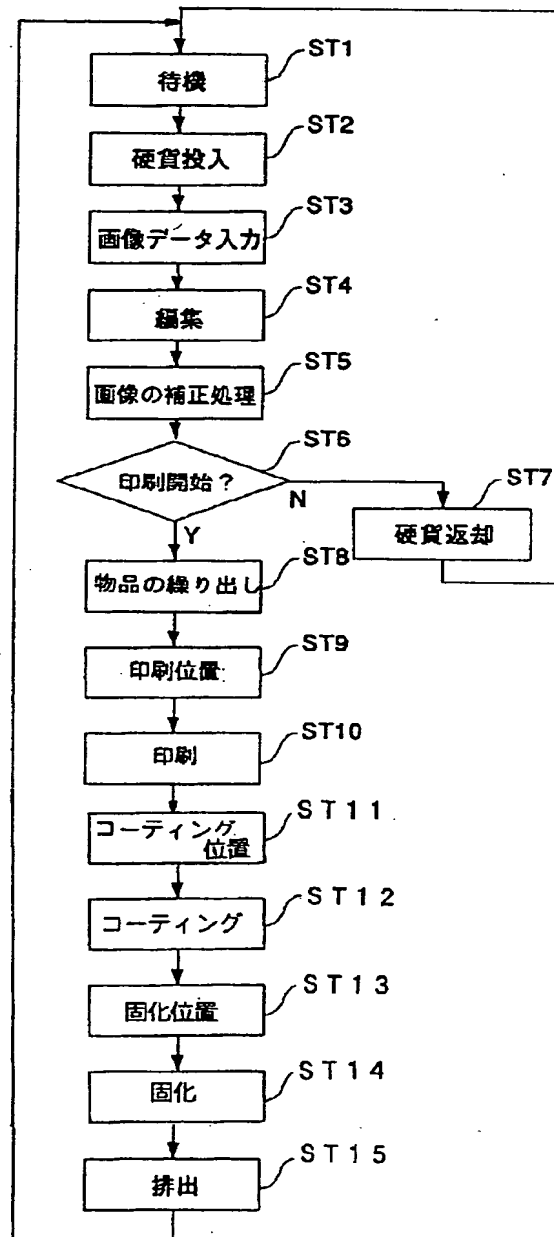 ST1
待機
ST2
硬貨投入
ST3
画像データ入力
ST4
編集
ST5
画像の補正処理
ST6
印刷開始？
N
Y
ST7
硬貨返却
ST8
物品の繰り出し
ST9
印刷位置
ST10
印刷
ST11
コーティング
位置
ST12
コーティング
ST13
固化位置
ST14
固化
ST15
排出